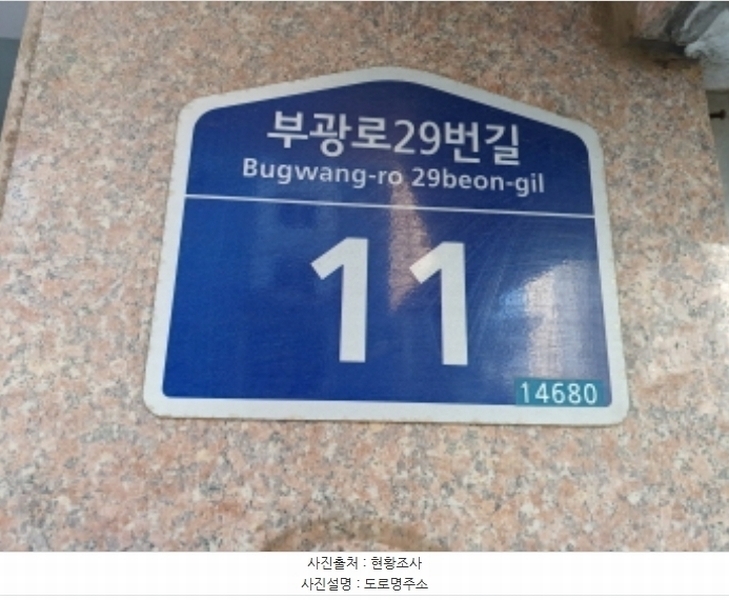 부광로29번길
Bugwang-ro 29beon-gil
11
14680
사진출처 : 현황조사
사진설명 : 도로명주소